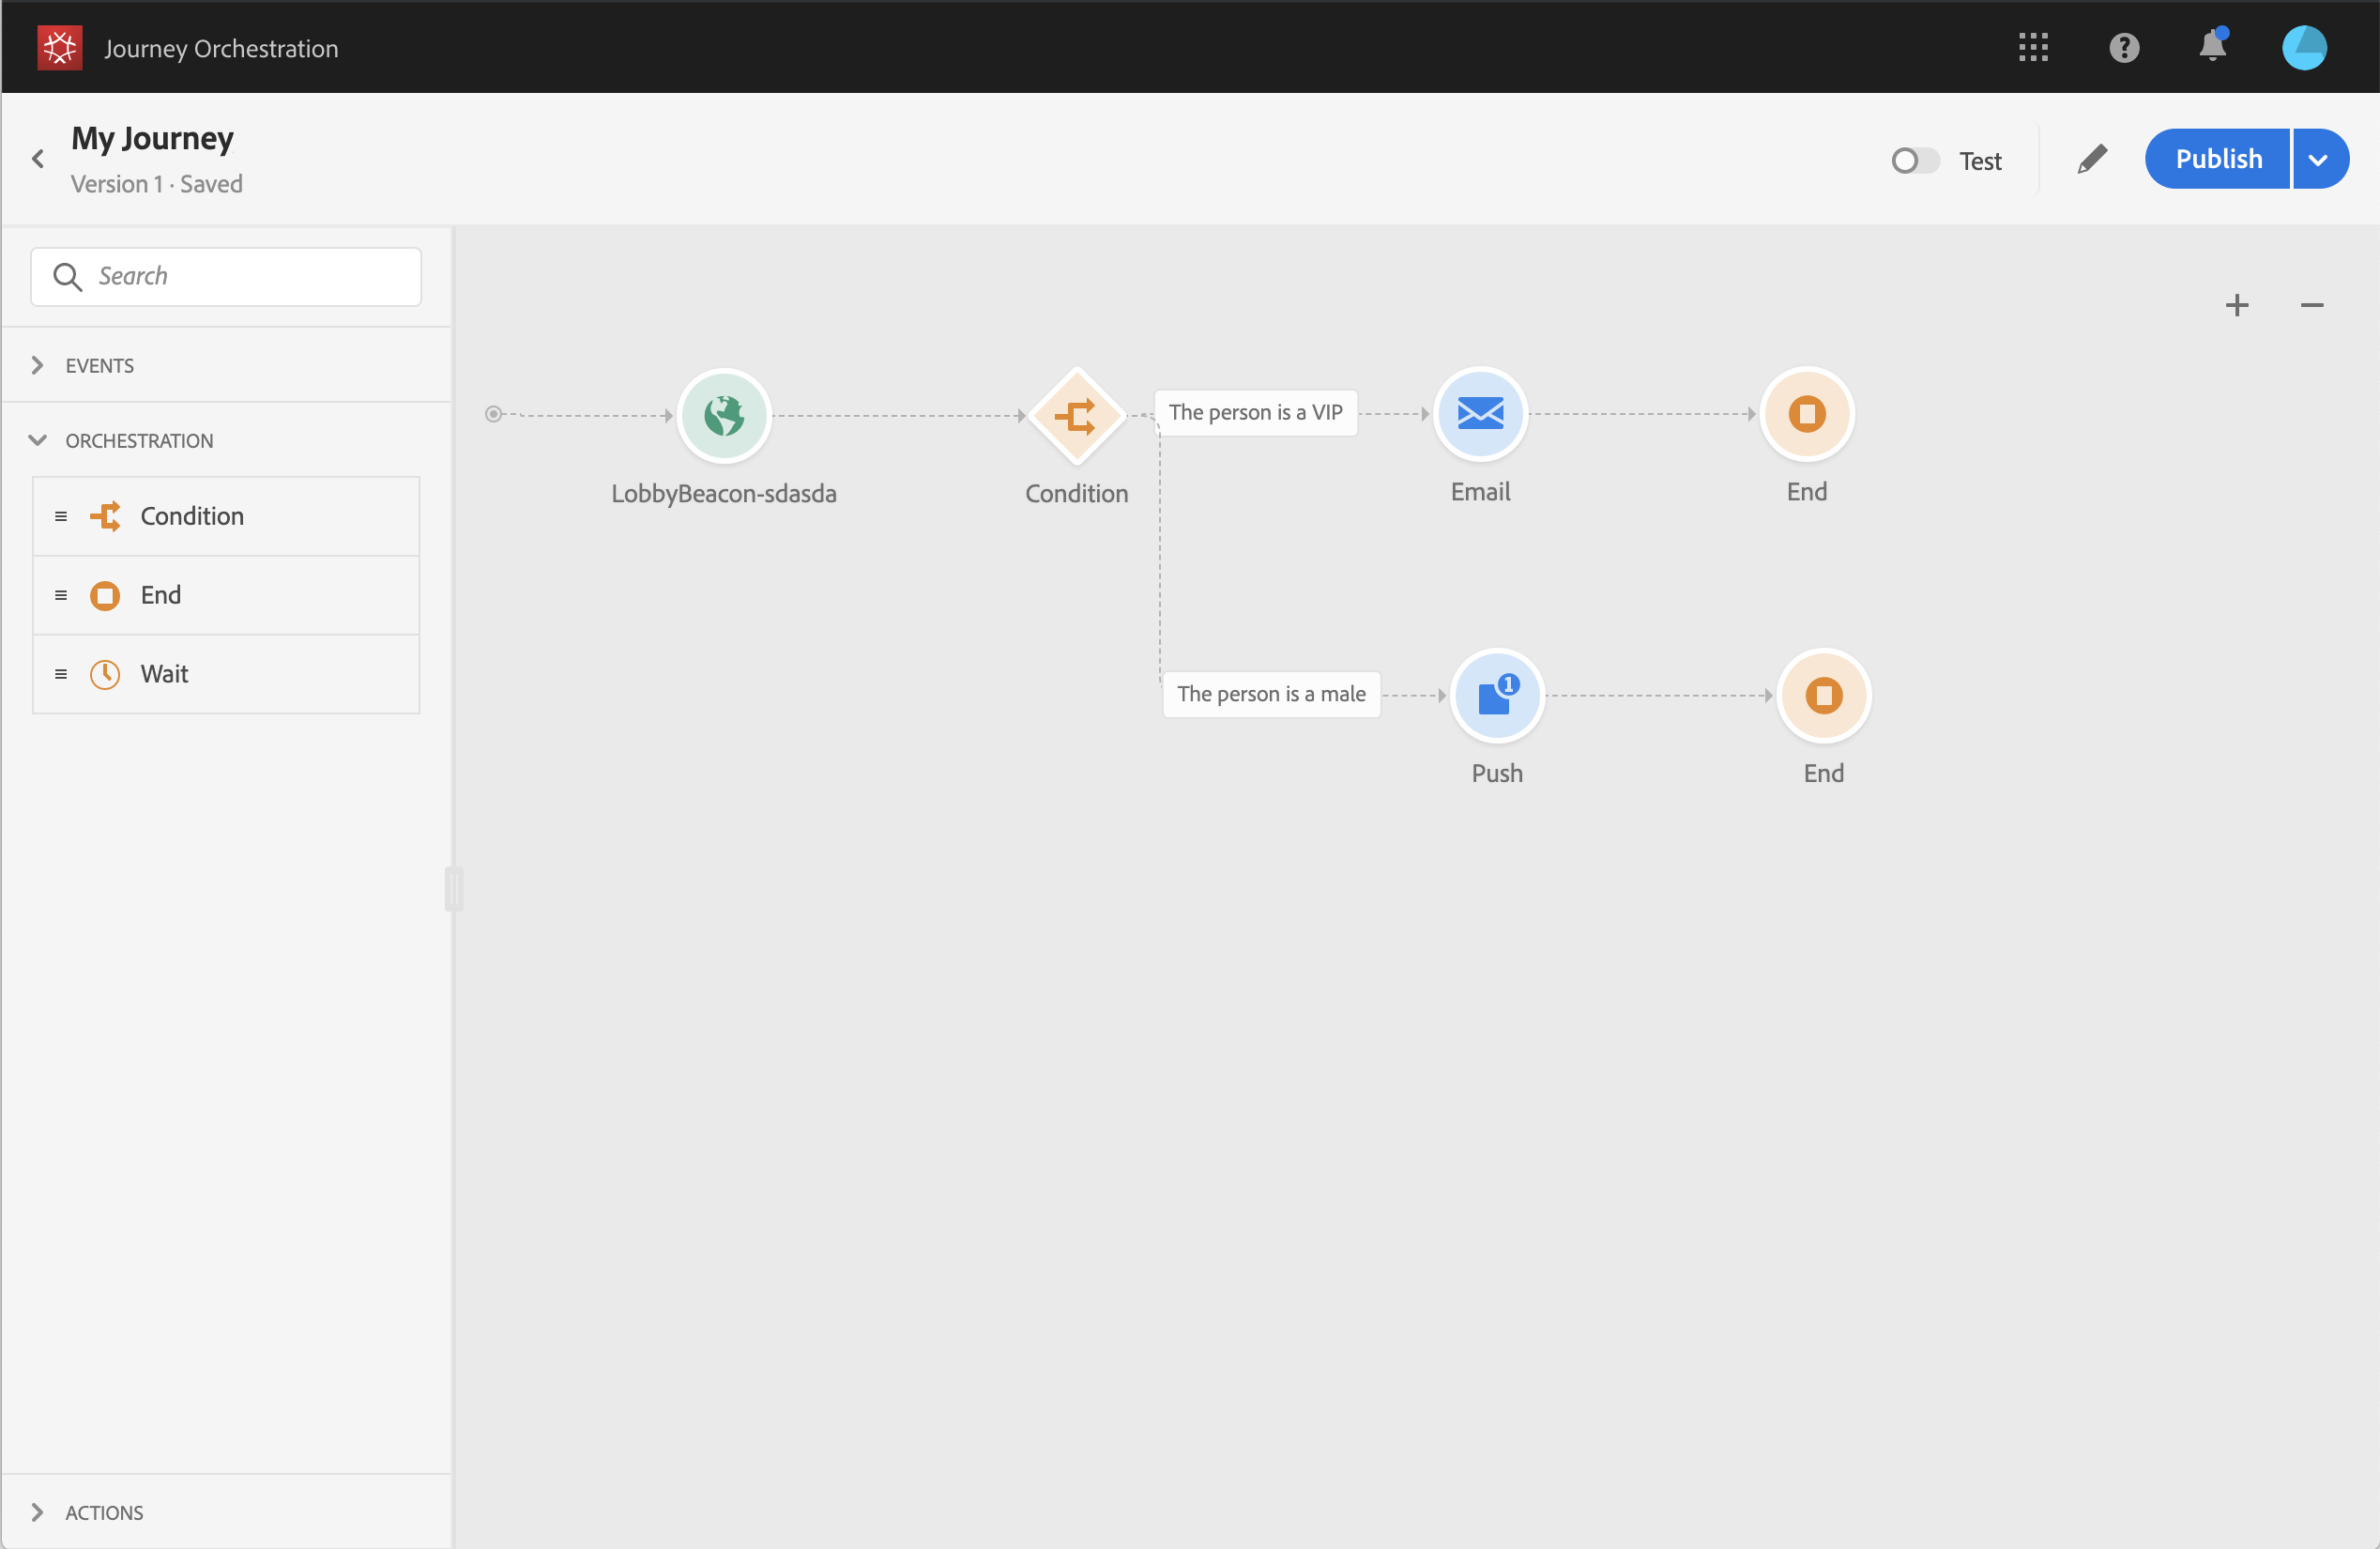 Journey Orchestration
My Journey
Version 1 · Saved
Test
Publish
Search
EVENTS
ORCHESTRATION
Condition
End
Wait
ACTIONS
LobbyBeacon-sdasda
Condition
The person is a VIP
Email
End
The person is a male
1
Push
End